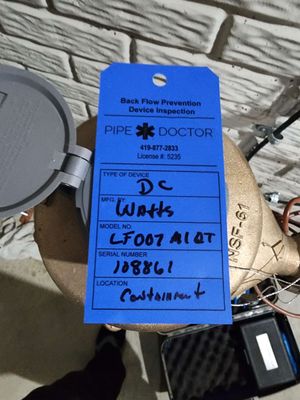 Back Flow Prevention
Device Inspection
PIPE DOCTOR
419-877-2833
License #: 5235
TYPE OF DEVICE
DC
MFG. BY
Watts
MODEL NO.
LF007 M1QT
SERIAL NUMBER
108861
LOCATION
Containment
NSF-61